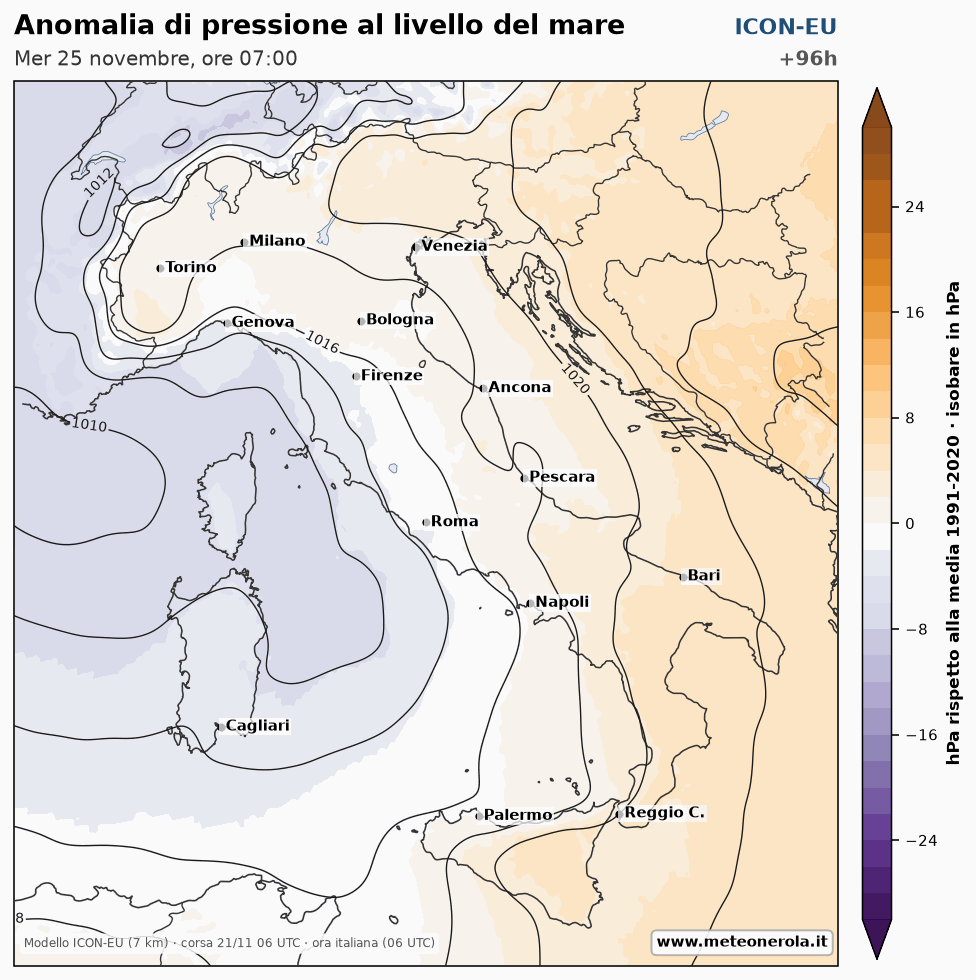 Anomalia di pressione al livello del mare
ICON-EU
Mer 25 novembre, ore 07:00
+96h
1012
Milano
Venezia
Torino
Genova
Bologna
1016
Firenze
1020
Ancona
1010
Pescara
Roma
Bari
Napoli
Cagliari
Palermo
Reggio C.
8
Modello ICON-EU (7 km) · corsa 21/11 06 UTC · ora italiana (06 UTC)
www.meteonerola.it
24
16
8
0
−8
−16
−24
hPa rispetto alla media 1991-2020 · isobare in hPa